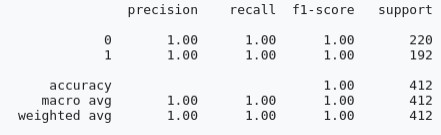 precision recall f1-score support
0 1.00 1.00 1.00 220
1 1.00 1.00 1.00 192
accuracy 1.00 412
macro avg 1.00 1.00 1.00 412
weighted avg 1.00 1.00 1.00 412